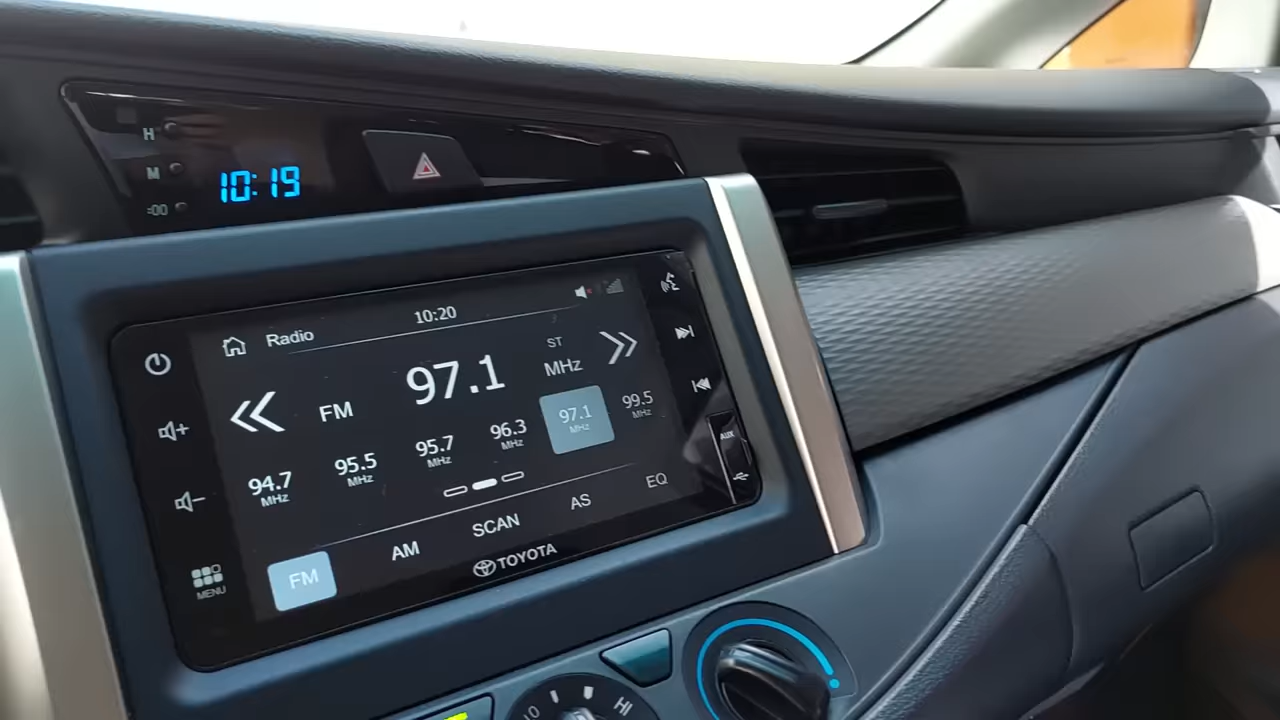 H
M
:00
10:19
10:20
Radio
ST
97.1
MHz
FM
94.7
MHz
95.5
MHz
95.7
MHz
96.3
MHz
97.1
MHz
99.5
MHz
FM
AM
SCAN
AS
EQ
MENU
TOYOTA
AUX
HI